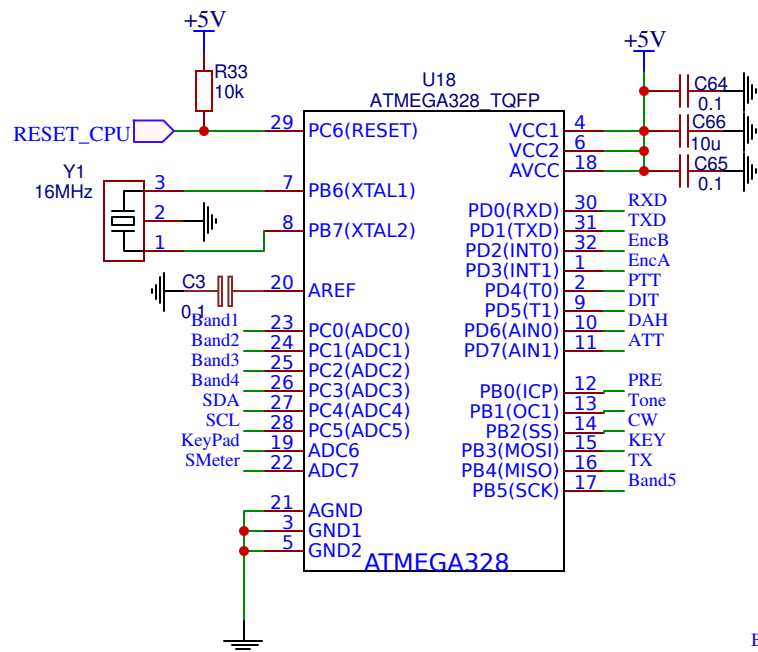 +5V
R33
10k
RESET_CPU
Y1
16MHz
3
2
1
C3
0.1
U18
ATMEGA328_TQFP
29 PC6(RESET)
7 PB6(XTAL1)
8 PB7(XTAL2)
20 AREF
Band1 23 PC0(ADC0)
Band2 24 PC1(ADC1)
Band3 25 PC2(ADC2)
Band4 26 PC3(ADC3)
SDA 27 PC4(ADC4)
SCL 28 PC5(ADC5)
KeyPad 19 ADC6
SMeter 22 ADC7
21 AGND
3 GND1
5 GND2
ATMEGA328
VCC1 4
VCC2 6
AVCC 18
PD0(RXD) 30 RXD
PD1(TXD) 31 TXD
PD2(INT0) 32 EncB
PD3(INT1) 1 EncA
PD4(T0) 2 PTT
PD5(T1) 9 DIT
PD6(AIN0) 10 DAH
PD7(AIN1) 11 ATT
PB0(ICP) 12 PRE
PB1(OC1) 13 Tone
PB2(SS) 14 CW
PB3(MOSI) 15 KEY
PB4(MISO) 16 TX
PB5(SCK) 17 Band5
+5V
C64
0.1
C66
10u
C65
0.1